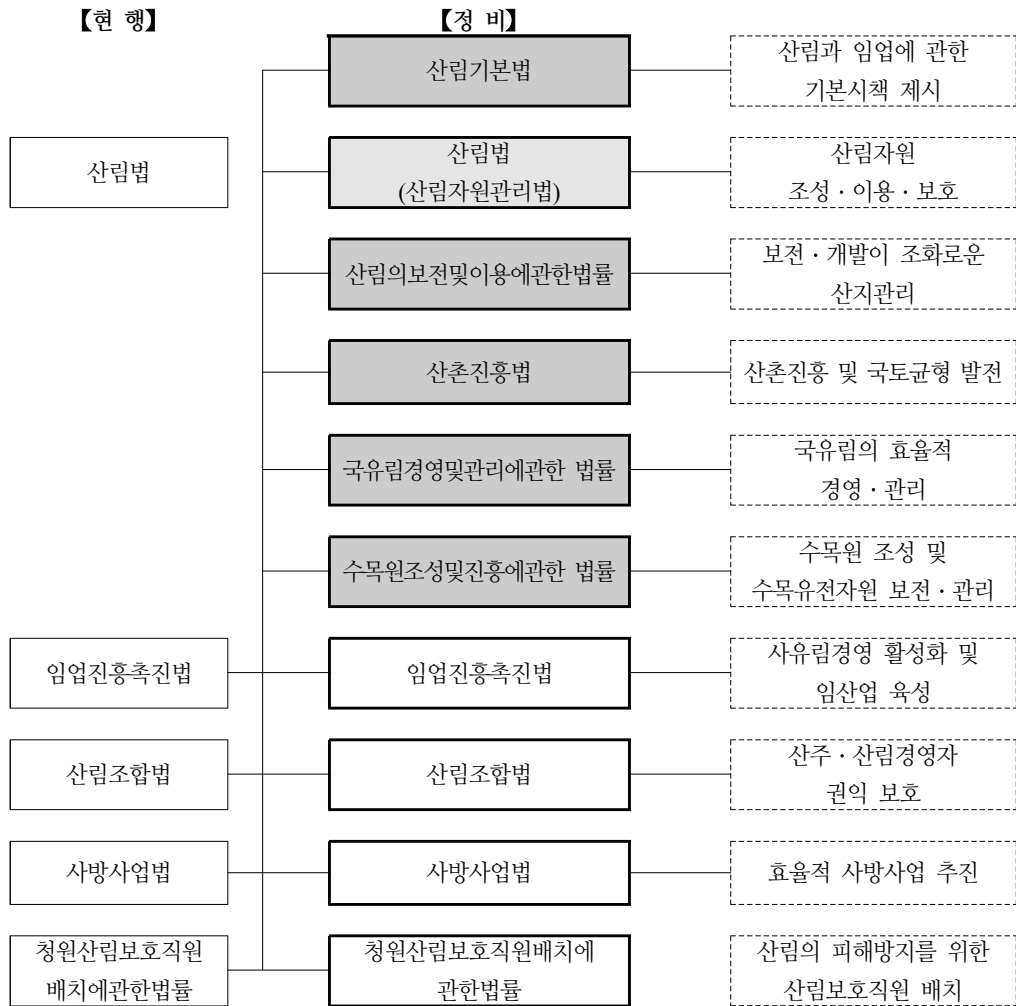 【현 행】
【정 비】
산림기본법
산림과 임업에 관한
기본시책 제시
산림법
산림법
(산림자원관리법)
산림자원
조성·이용·보호
산림의보전및이용에관한법률
보전·개발이 조화로운
산지관리
산촌진흥법
산촌진흥 및 국토균형 발전
국유림경영및관리에관한 법률
국유림의 효율적
경영·관리
수목원조성및진흥에관한 법률
수목원 조성 및
수목유전자원 보전·관리
임업진흥촉진법
임업진흥촉진법
사유림경영 활성화 및
임산업 육성
산림조합법
산림조합법
산주·산림경영자
권익 보호
사방사업법
사방사업법
효율적 사방사업 추진
청원산림보호직원
배치에관한법률
청원산림보호직원배치에
관한법률
산림의 피해방지를 위한
산림보호직원 배치